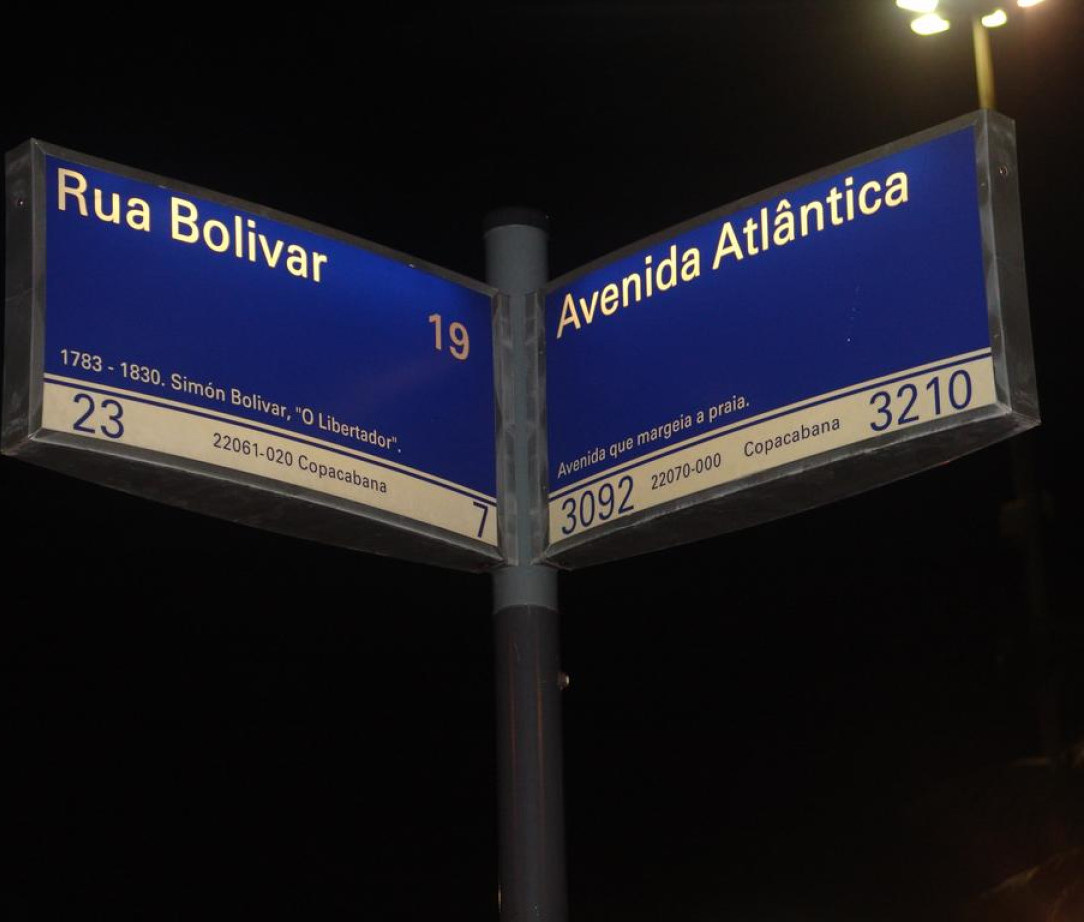 Rua Bolivar
19
1783 - 1830. Simón Bolivar, "O Libertador".
23
22061-020 Copacabana
7
Avenida Atlântica
Avenida que margeia a praia.
3092
22070-000 Copacabana
3210